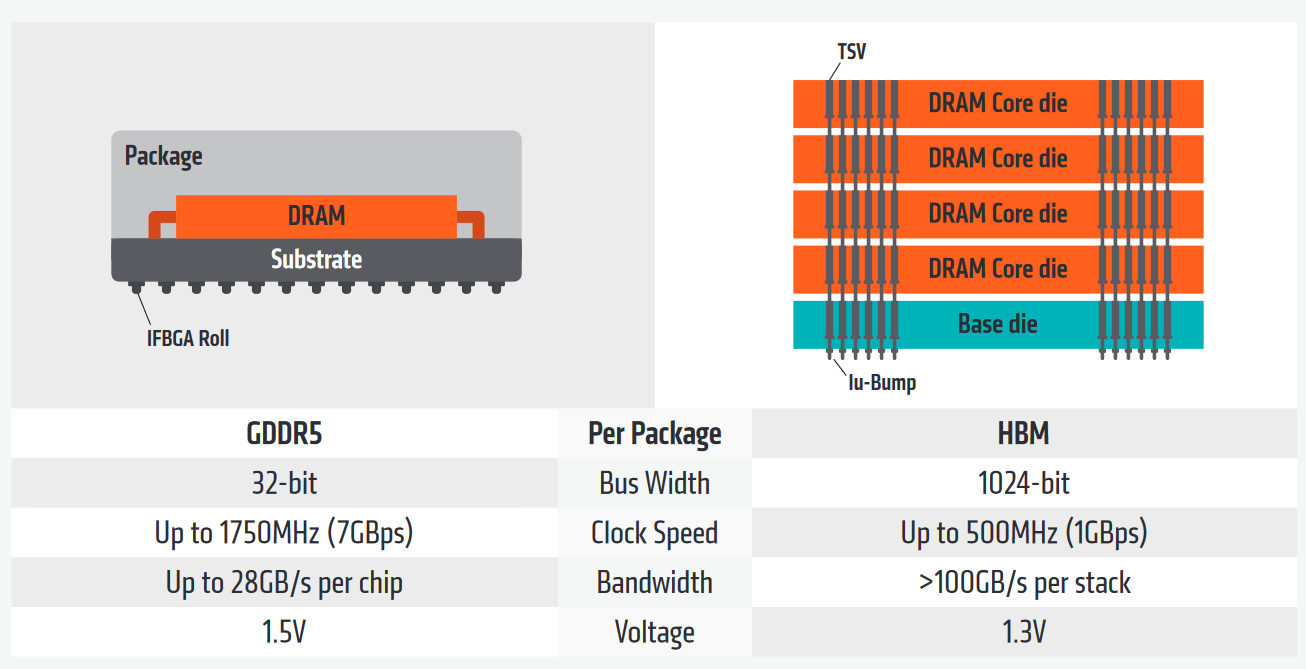 Package
DRAM
Substrate
IFBGA Roll
TSV
DRAM Core die
DRAM Core die
DRAM Core die
DRAM Core die
Base die
Iu-Bump
GDDR5 Per Package HBM
32-bit Bus Width 1024-bit
Up to 1750MHz (7GBps) Clock Speed Up to 500MHz (1GBps)
Up to 28GB/s per chip Bandwidth >100GB/s per stack
1.5V Voltage 1.3V